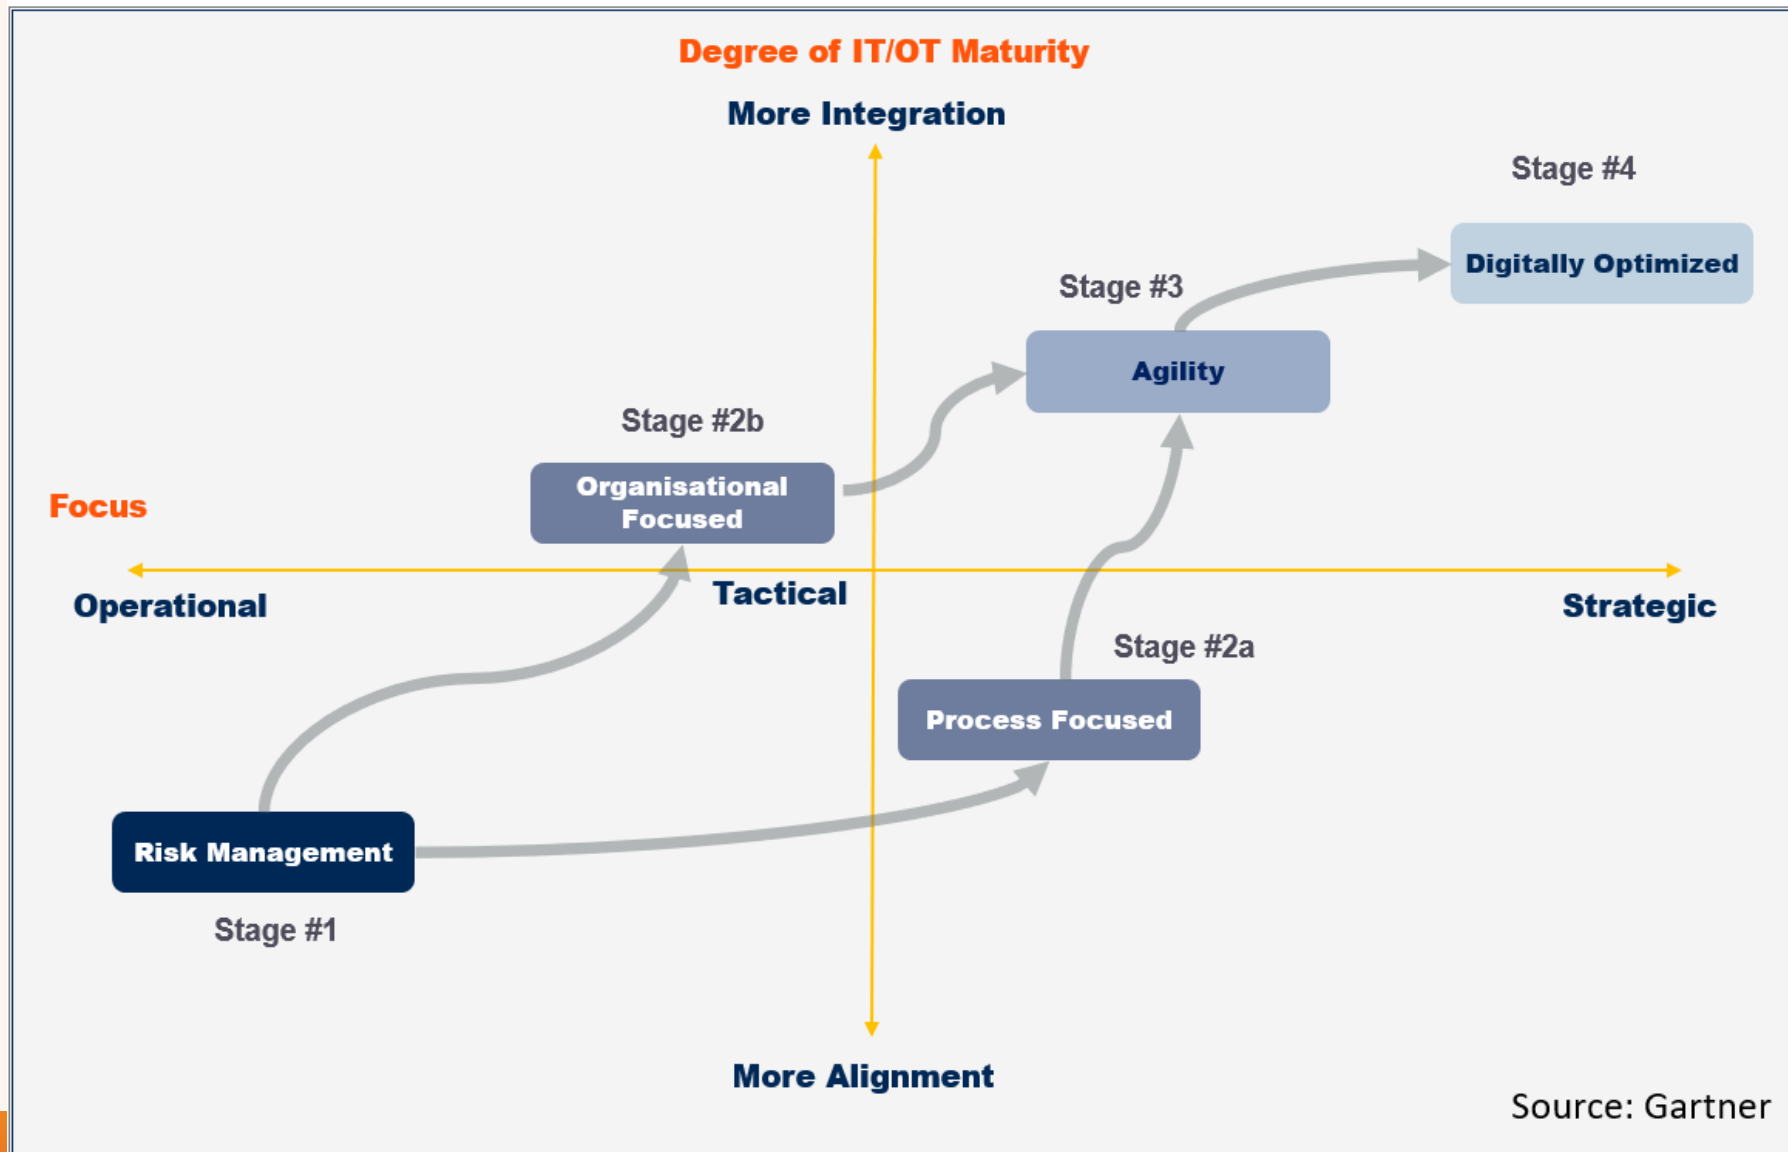 Degree of IT/OT Maturity
More Integration
Stage #4
Digitally Optimized
Stage #3
Agility
Stage #2b
Organisational
Focused
Focus
Operational
Tactical
Strategic
Stage #2a
Process Focused
Risk Management
Stage #1
More Alignment
Source: Gartner